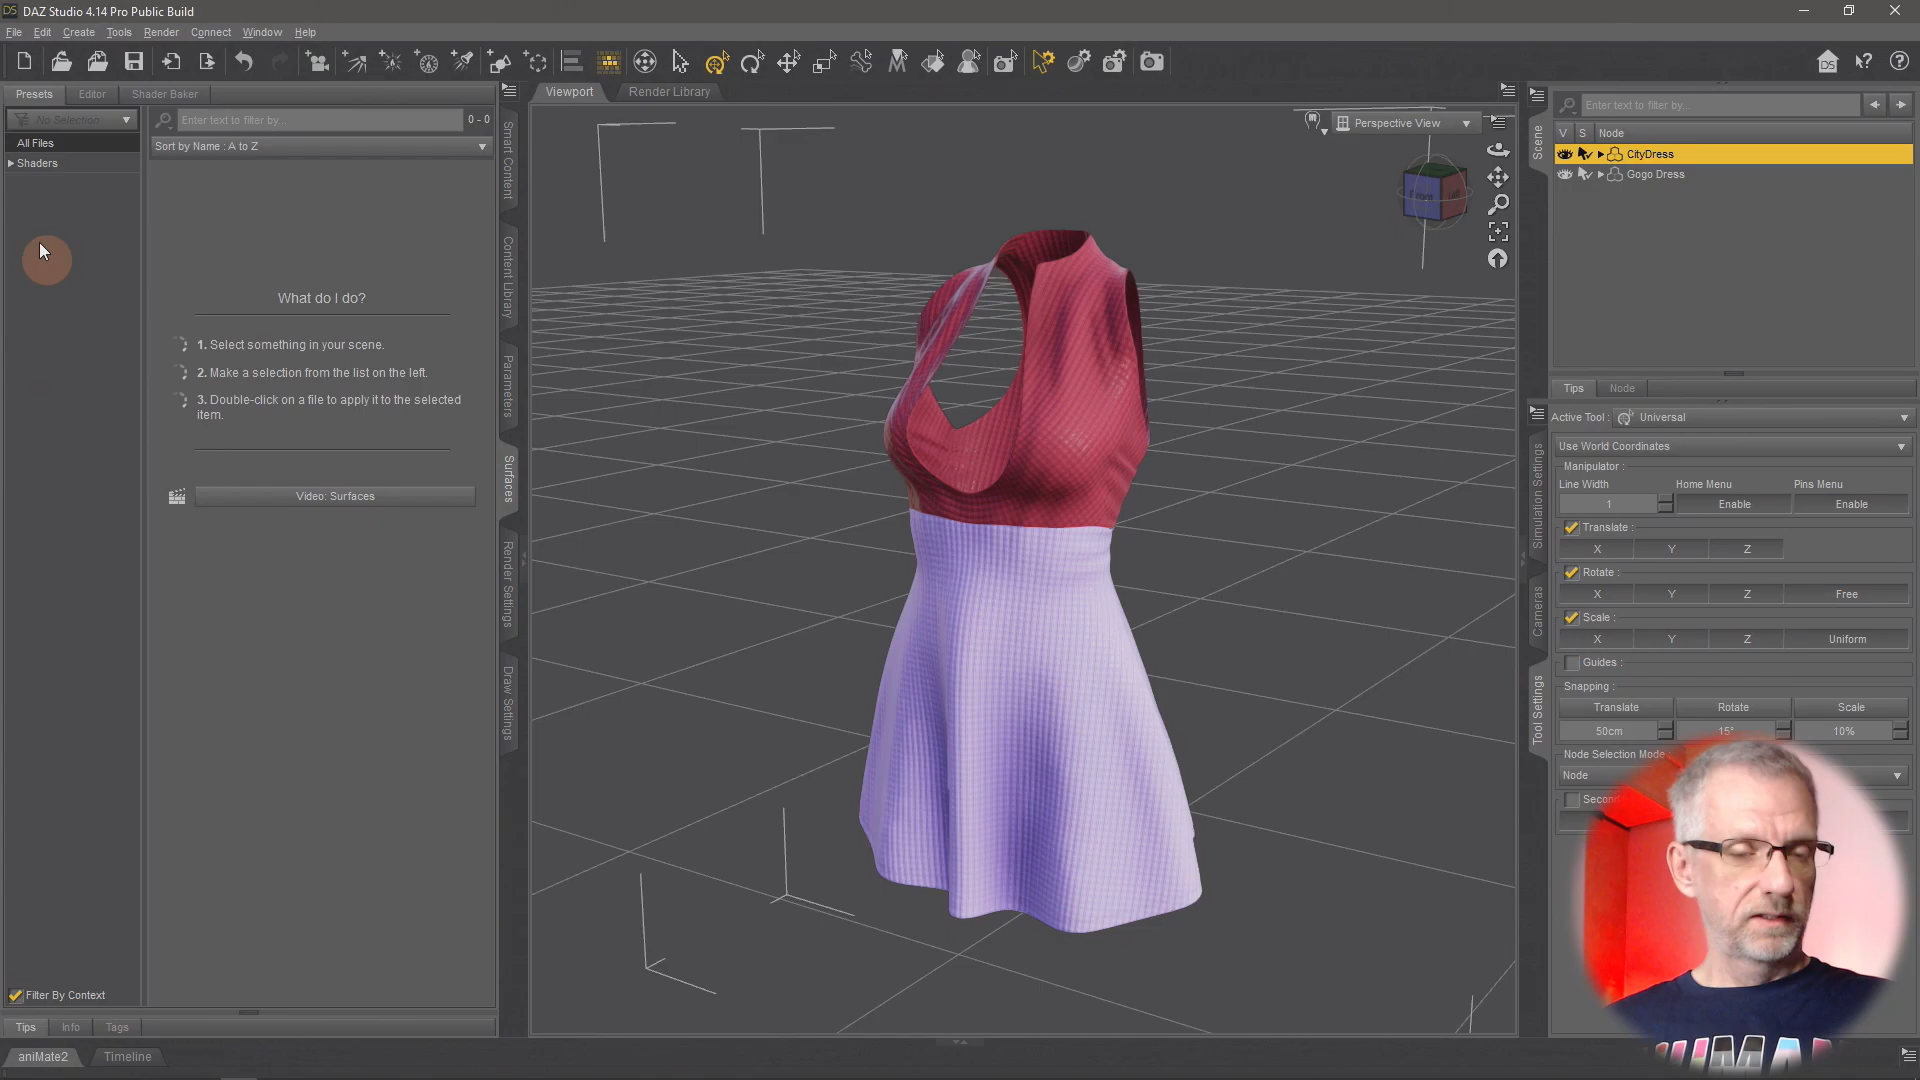 DAZ Studio 4.14 Pro Public Build
File Edit Create Tools Render Connect Window Help
Presets Editor Shader Baker
No Selection
Enter text to filter by...
0 - 0
All Files
Sort by Name : A to Z
Shaders
What do I do?
1. Select something in your scene.
2. Make a selection from the list on the left.
3. Double-click on a file to apply it to the selected
item.
Video: Surfaces
Filter By Context
Tips Info Tags
aniMate2 Timeline
Smart Content
Content Library
Parameters
Surfaces
Render Settings
Draw Settings
Viewport Render Library
Perspective View
Front Left
Scene
Enter text to filter by...
V S Node
CityDress
Gogo Dress
Simulation Settings
Cameras
Tool Settings
Tips Node
Active Tool : Universal
Use World Coordinates
Manipulator :
Line Width Home Menu Pins Menu
1 Enable Enable
Translate :
X Y Z
Rotate :
X Y Z Free
Scale :
X Y Z Uniform
Guides :
Snapping :
Translate Rotate Scale
50cm 15° 10%
Node Selection Mode
Node